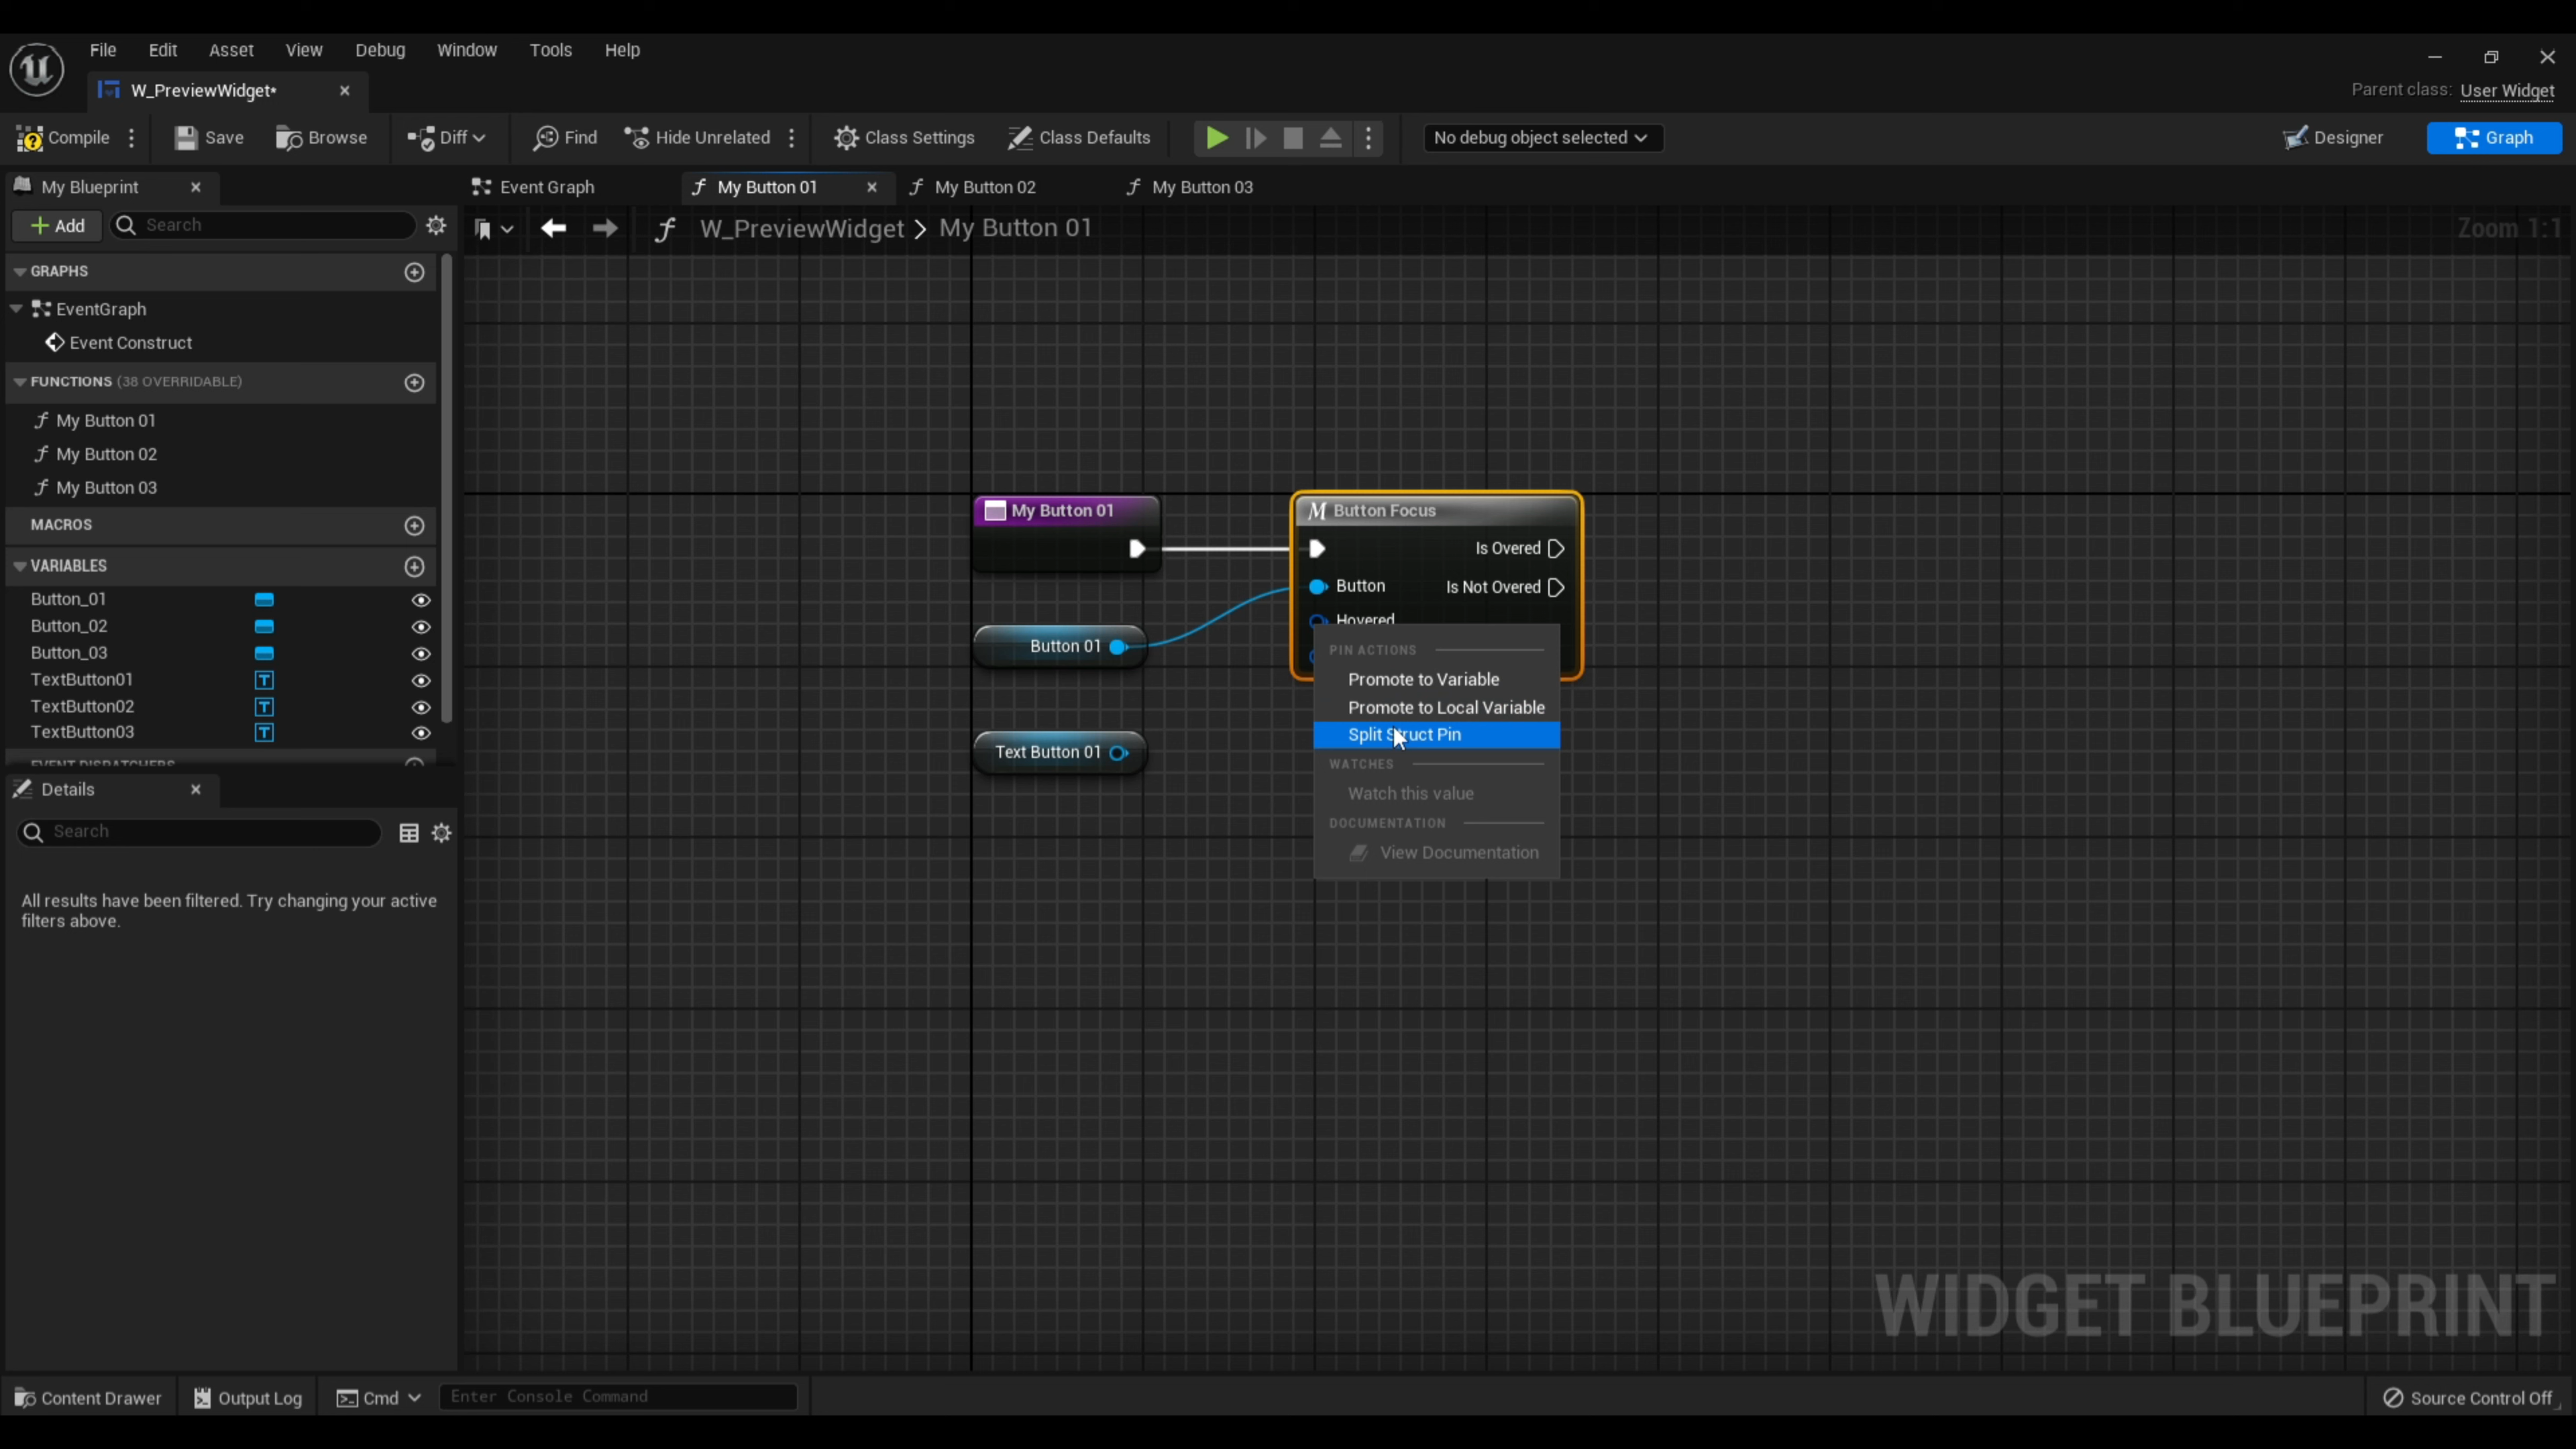 File Edit Asset View Debug Window Tools Help
W_PreviewWidget*
Parent class: User Widget
Compile Save Browse Diff Find Hide Unrelated Class Settings Class Defaults No debug object selected Designer Graph
My Blueprint
Event Graph
My Button 01
My Button 02
My Button 03
Add
Search
W_PreviewWidget > My Button 01
Zoom 1:1
GRAPHS
EventGraph
Event Construct
FUNCTIONS (38 OVERRIDABLE)
My Button 01
My Button 02
My Button 03
MACROS
VARIABLES
Button_01
Button_02
Button_03
TextButton01
TextButton02
TextButton03
EVENT DISPATCHERS
Details
Search
All results have been filtered. Try changing your active
filters above.
My Button 01
Button 01
Text Button 01
Button Focus
Is Overed
Button
Is Not Overed
Hovered
PIN ACTIONS
Promote to Variable
Promote to Local Variable
Split Struct Pin
WATCHES
Watch this value
DOCUMENTATION
View Documentation
WIDGET BLUEPRINT
Content Drawer
Output Log
Cmd
Enter Console Command
Source Control Off